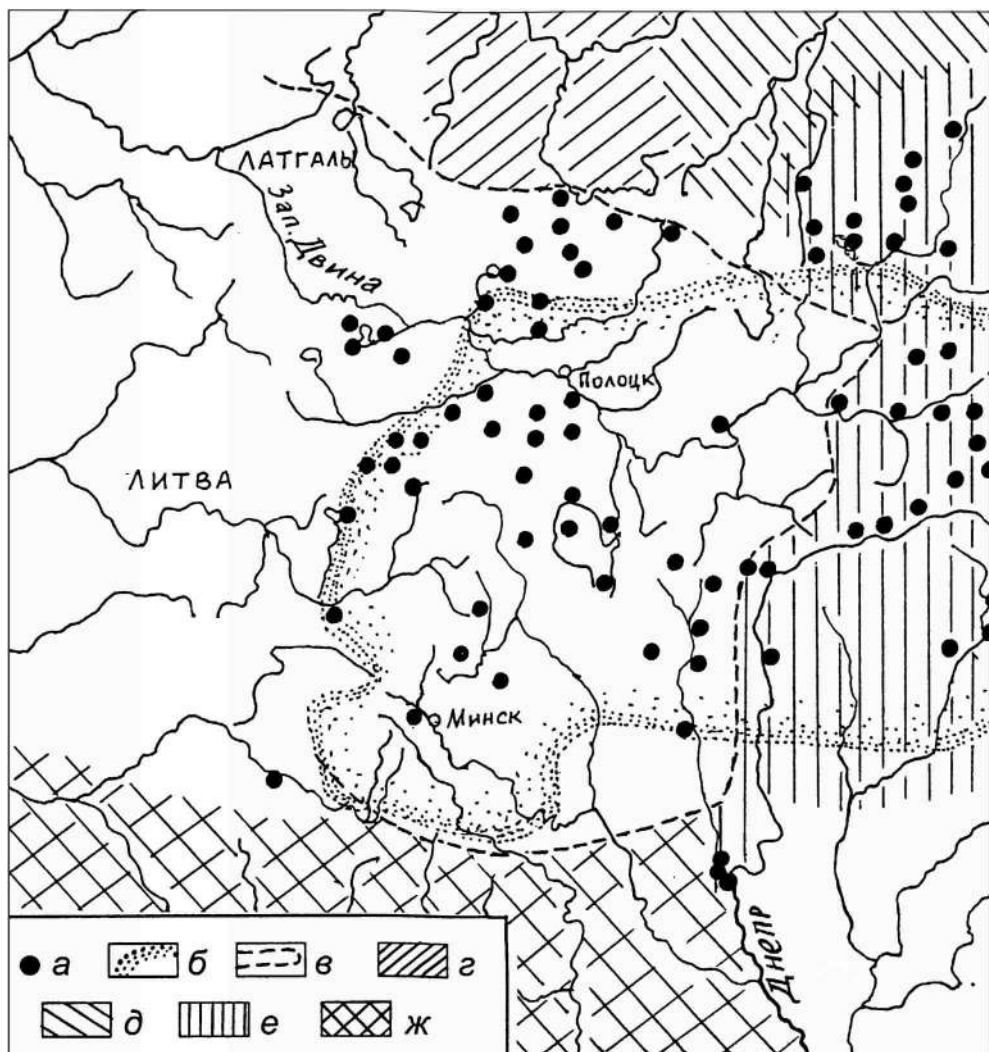 ЛАТГАЛЫ
Зап. Двина
Полоцк
ЛИТВА
Минск
Днепр
а б в г
д е ж